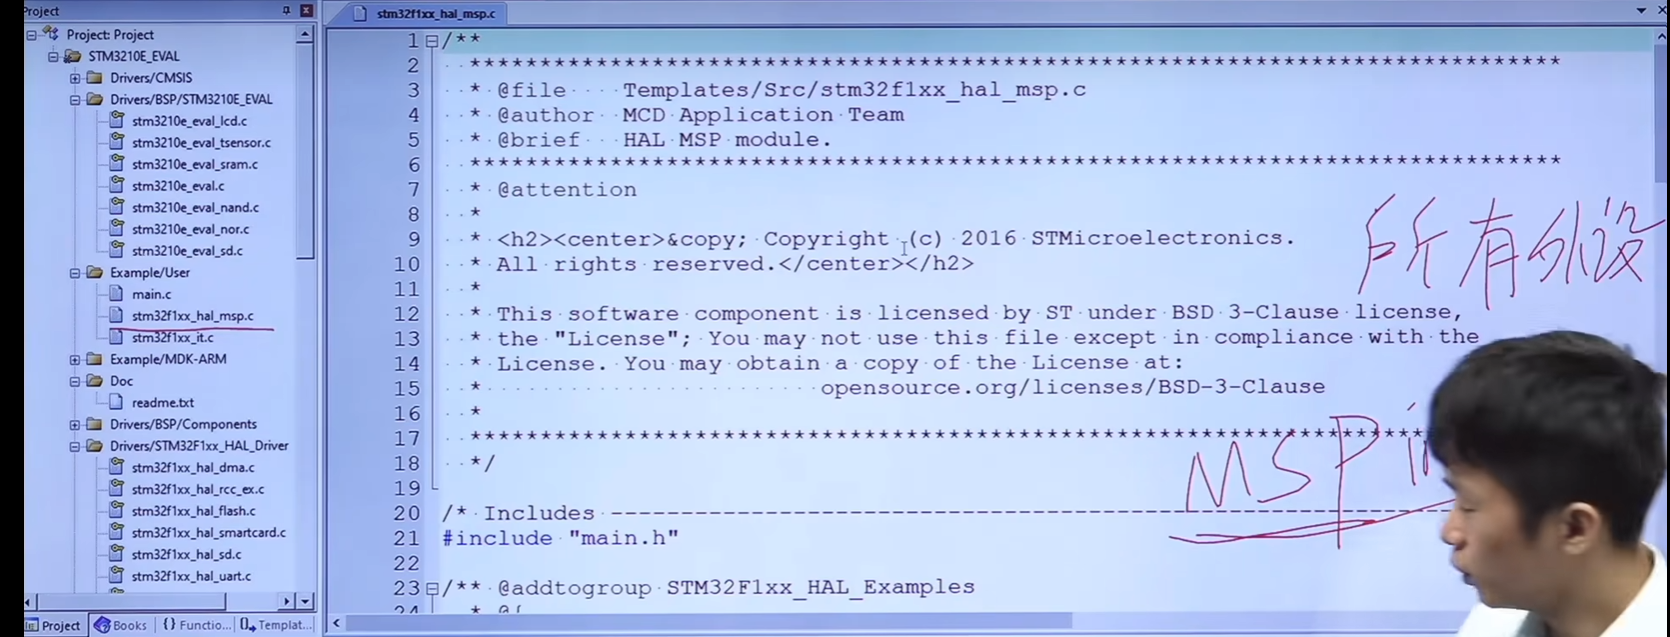 Project
Project: Project
STM3210E_EVAL
Drivers/CMSIS
Drivers/BSP/STM3210E_EVAL
stm3210e_eval_lcd.c
stm3210e_eval_tsensor.c
stm3210e_eval_sram.c
stm3210e_eval.c
stm3210e_eval_nand.c
stm3210e_eval_nor.c
stm3210e_eval_sd.c
Example/User
main.c
stm32f1xx_hal_msp.c
stm32f1xx_it.c
Example/MDK-ARM
Doc
readme.txt
Drivers/BSP/Components
Drivers/STM32F1xx_HAL_Driver
stm32f1xx_hal_dma.c
stm32f1xx_hal_rcc_ex.c
stm32f1xx_hal_flash.c
stm32f1xx_hal_smartcard.c
stm32f1xx_hal_sd.c
stm32f1xx_hal_uart.c
Project Books {} Functio... 0→ Templat...
stm32f1xx_hal_msp.c
1 /**
2 ******************************************************************************
3 * @file Templates/Src/stm32f1xx_hal_msp.c
4 * @author MCD Application Team
5 * @brief HAL MSP module.
6 ******************************************************************************
7 * @attention
8 *
9 * <h2><center>&copy; Copyright (c) 2016 STMicroelectronics.
10 * All rights reserved.</center></h2>
11 *
12 * This software component is licensed by ST under BSD 3-Clause license,
13 * the "License"; You may not use this file except in compliance with the
14 * License. You may obtain a copy of the License at:
15 * opensource.org/licenses/BSD-3-Clause
16 *
17 ******************************************************************************
18 */
19
20 /* Includes ------------------------------------------------------------------
21 #include "main.h"
22
23 /** @addtogroup STM32F1xx_HAL_Examples
24 * @{
所有外设
MSP in